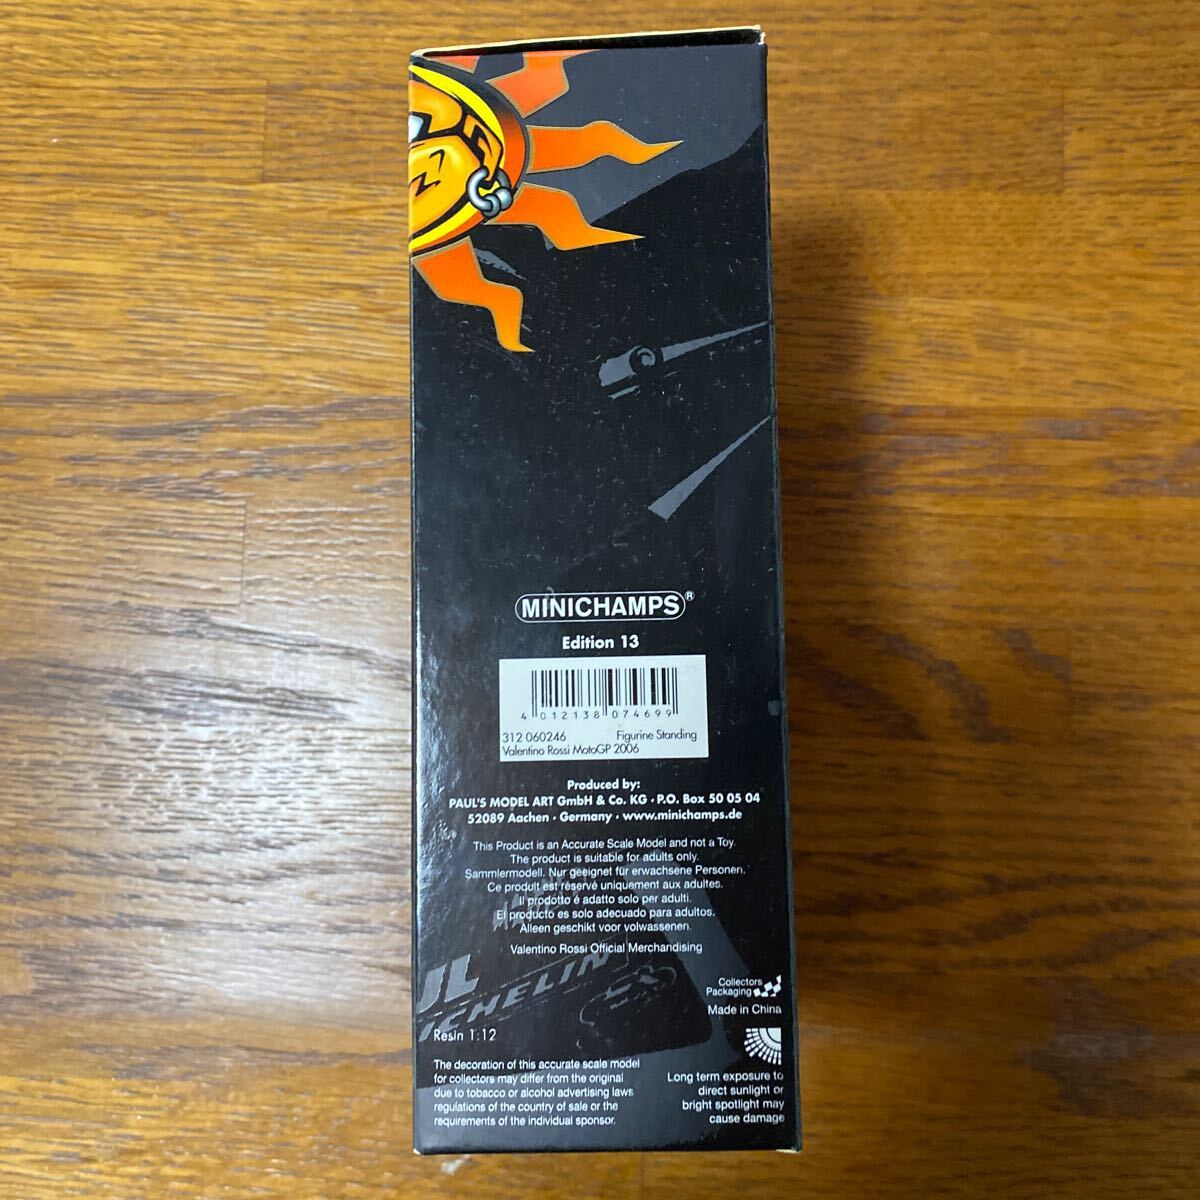 MINICHAMPS®
Edition 13
4 012138 074699
312 060246 Figurine Standing
Valentino Rossi MotoGP 2006
Produced by:
PAUL'S MODEL ART GmbH & Co. KG · P.O. Box 50 05 04
52089 Aachen · Germany · www.minichamps.de
This Product is an Accurate Scale Model and not a Toy.
The product is suitable for adults only.
Sammlermodell. Nur geeignet für erwachsene Personen.
Ce produit est réservé uniquement aux adultes.
Il prodotto é adatto solo per adulti.
El producto es solo adecuado para adultos.
Alleen geschikt voor volwassenen.
Valentino Rossi Official Merchandising
UL
MICHELIN
Collectors
Packaging
Made in China
Resin 1:12
The decoration of this accurate scale model
for collectors may differ from the original
due to tobacco or alcohol advertising laws
regulations of the country of sale or the
requirements of the individual sponsor.
Long term exposure to
direct sunlight or
bright spotlight may
cause damage